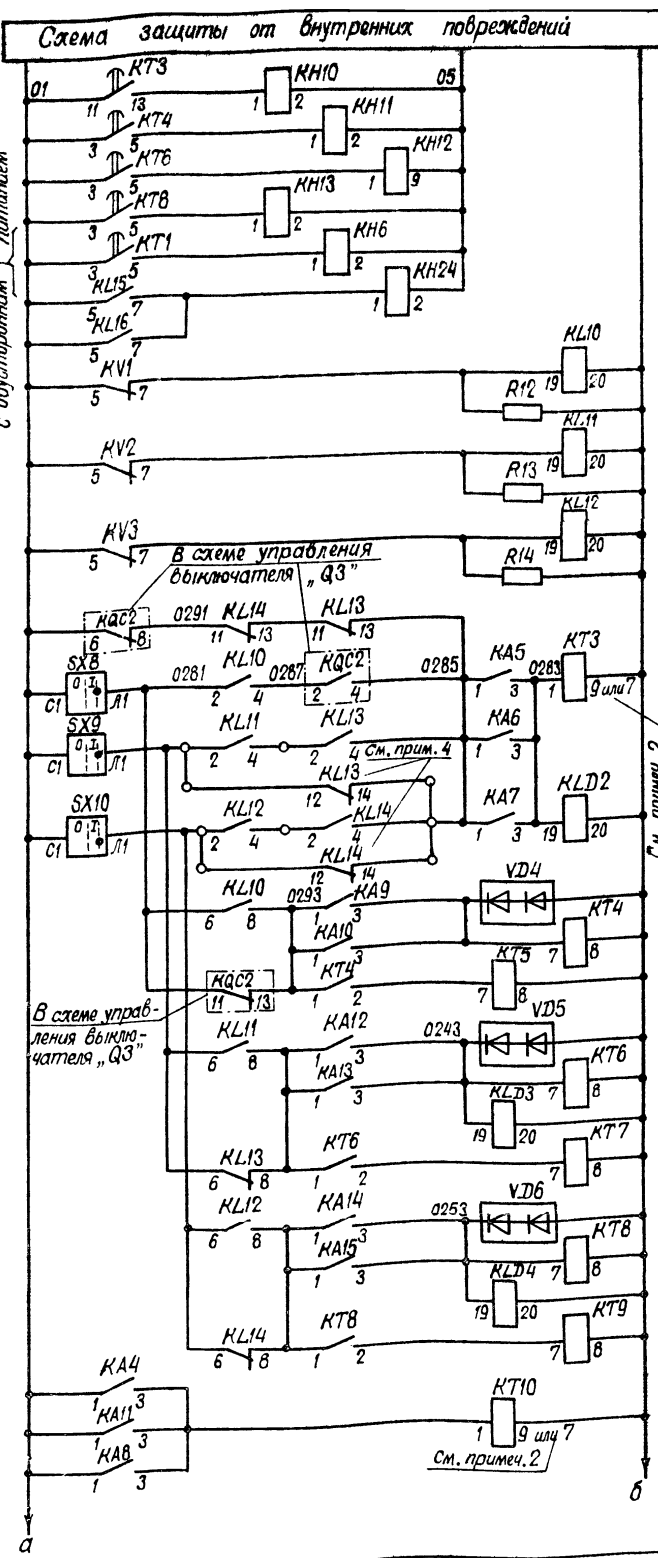 Схема защиты от внутренних повреждений
01 KT3 KH10 05
11 13 1 2
KT4 KH11
3 5 1 2
KT6 KH12
3 5 1 9
KT8 KH13
3 5 1 2
KT1 KH6
3 5 1 2
KL15 KH24
5 7 1 2
KL16
5 7
с двусторонним питанием
KV1 KL10
5 7 19 20
R12
KV2 KL11
5 7 19 20
R13
KV3 KL12
5 7 19 20
R14
В схеме управления
выключателя „Q3"
KQC2 0291 KL14 KL13
6 8 11 13 11 13
SX8 0281 KL10 0287 KQC2 0285 KA5 0283 KT3
C1 0 I Л1 2 4 2 4 1 3 1 9 или 7
SX9 KL11 KL13 KA6
C1 0 I Л1 2 4 2 4 1 3
См. прим. 4
KL13
12 14
SX10 KL12 KL14 KA7 KLD2
C1 0 I Л1 2 4 2 4 1 3 19 20
См. примеч. 2
KL14
12 14
KL10 0293 KA9 VD4
6 8 1 3
KA10 KT4
1 3 7 8
KQC2 KT4 KT5
11 13 1 2 7 8
В схеме управ-
ления выклю-
чателя „Q3"
KL11 KA12 0243 VD5
6 8 1 3
KA13 KT6
1 3 7 8
KLD3
19 20
KL13 KT6 KT7
6 8 1 2 7 8
KL12 KA14 0253 VD6
6 8 1 3
KA15 KT8
1 3 7 8
KLD4
19 20
KL14 KT8 KT9
6 8 1 2 7 8
KA4
1 3
KA11 KT10
1 3 1 9 или 7
KA8
1 3
См. примеч. 2
а б